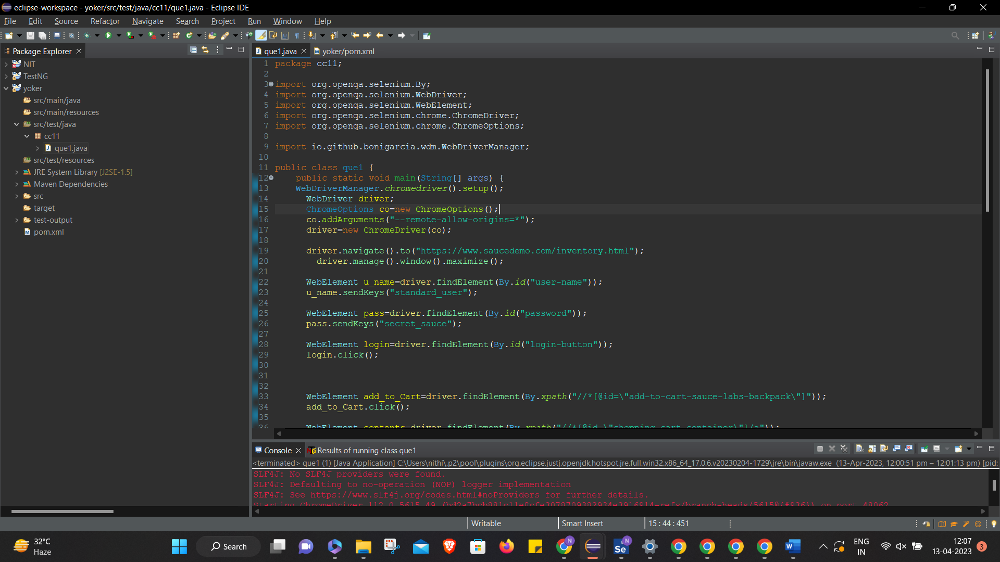 eclipse-workspace - yoker/src/test/java/cc11/que1.java - Eclipse IDE
File Edit Source Refactor Navigate Search Project Run Window Help
Package Explorer
NIT
TestNG
yoker
src/main/java
src/main/resources
src/test/java
cc11
que1.java
src/test/resources
JRE System Library [J2SE-1.5]
Maven Dependencies
src
target
test-output
pom.xml
que1.java yoker/pom.xml
1 package cc11;
2
3 import org.openqa.selenium.By;
4 import org.openqa.selenium.WebDriver;
5 import org.openqa.selenium.WebElement;
6 import org.openqa.selenium.chrome.ChromeDriver;
7 import org.openqa.selenium.chrome.ChromeOptions;
8
9 import io.github.bonigarcia.wdm.WebDriverManager;
10
11 public class que1 {
12 public static void main(String[] args) {
13 WebDriverManager.chromedriver().setup();
14 WebDriver driver;
15 ChromeOptions co=new ChromeOptions();
16 co.addArguments("--remote-allow-origins=*");
17 driver=new ChromeDriver(co);
18
19 driver.navigate().to("https://www.saucedemo.com/inventory.html");
20 driver.manage().window().maximize();
21
22 WebElement u_name=driver.findElement(By.id("user-name"));
23 u_name.sendKeys("standard_user");
24
25 WebElement pass=driver.findElement(By.id("password"));
26 pass.sendKeys("secret_sauce");
27
28 WebElement login=driver.findElement(By.id("login-button"));
29 login.click();
30
31
32
33 WebElement add_to_Cart=driver.findElement(By.xpath("//*[@id=\"add-to-cart-sauce-labs-backpack\"]"));
34 add_to_Cart.click();
35
36 WebElement contents=driver.findElement(By.xpath("//*[@id=\"shopping_cart_container\"]/a"));
Console Results of running class que1
<terminated> que1 (1) [Java Application] C:\Users\nithi\.p2\pool\plugins\org.eclipse.justj.openjdk.hotspot.jre.full.win32.x86_64_17.0.6.v20230204-1729\jre\bin\javaw.exe (13-Apr-2023, 12:00:51 pm – 12:01:13 pm) [pid:
SLF4J: No SLF4J providers were found.
SLF4J: Defaulting to no-operation (NOP) logger implementation
SLF4J: See https://www.slf4j.org/codes.html#noProviders for further details.
Starting ChromeDriver 112.0.5615.49 (bd2a7bcb881c11e8cfe3078709382934e3916914-refs/branch-heads/5615@{#936}) on port 48062
Writable Smart Insert 15 : 44 : 451
32°C
Haze
Search
N
Se N
ENG
IN
12:07
13-04-2023
3